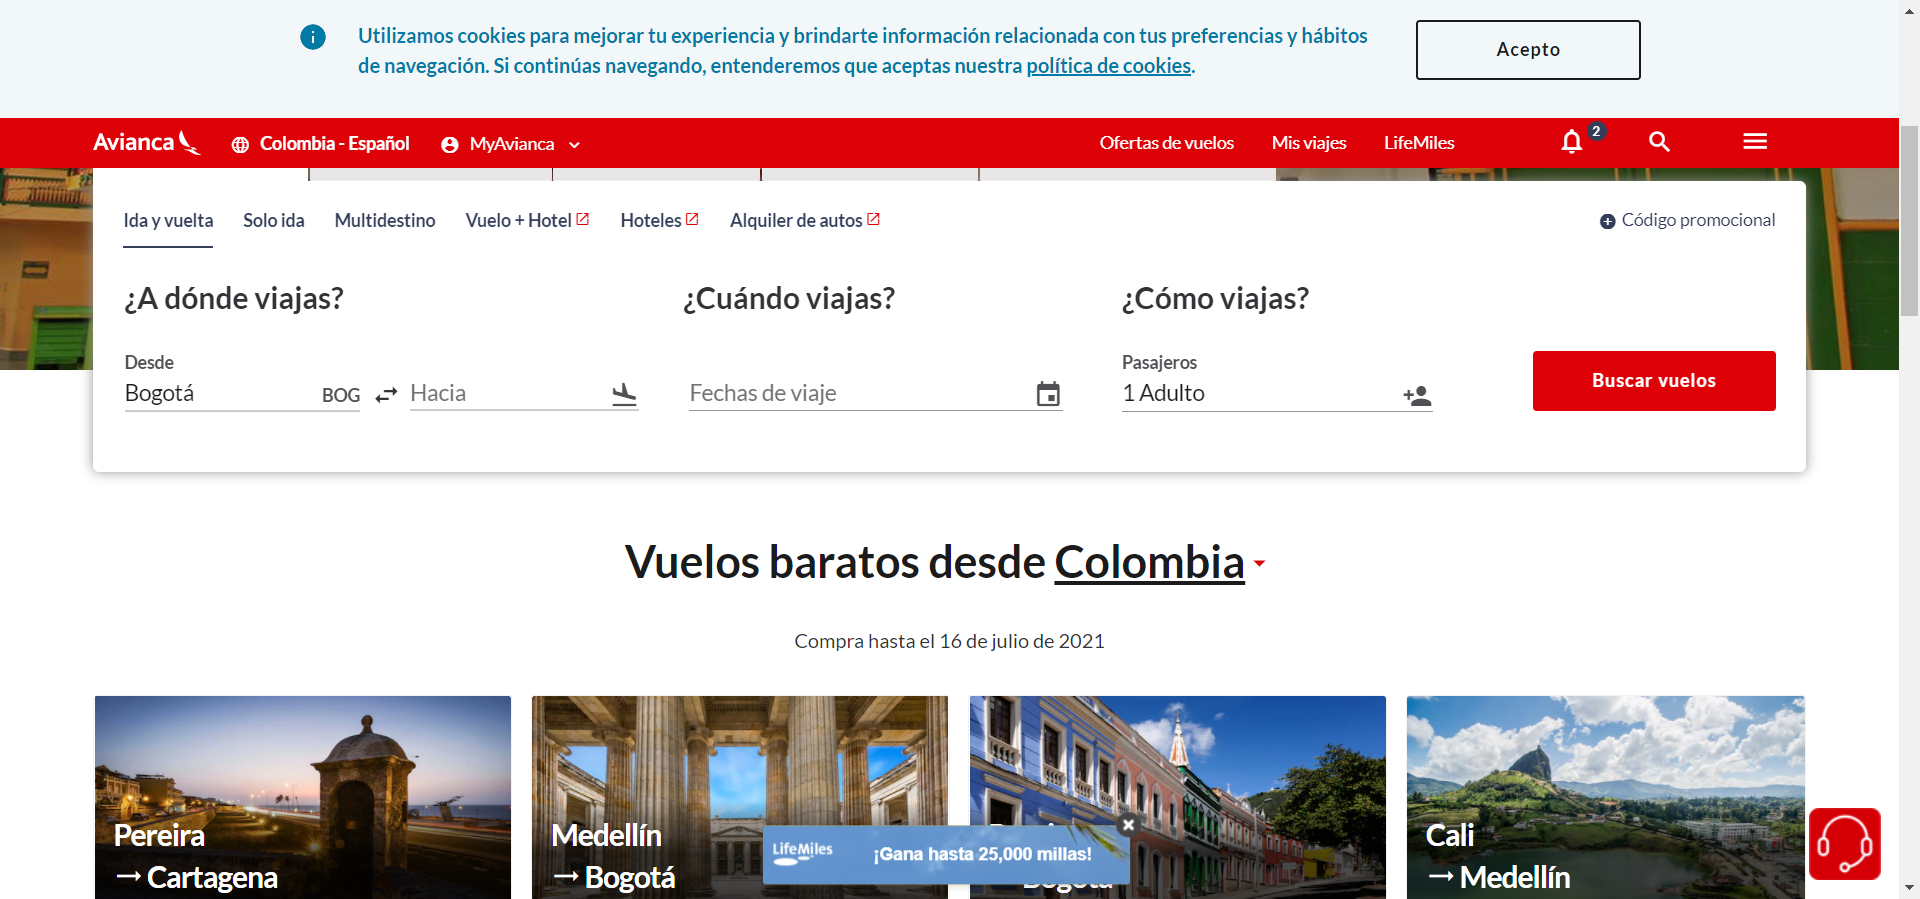 Utilizamos cookies para mejorar tu experiencia y brindarte información relacionada con tus preferencias y hábitos
de navegación. Si continúas navegando, entenderemos que aceptas nuestra política de cookies.
Acepto
Avianca
Colombia - Español
MyAvianca
Ofertas de vuelos
Mis viajes
LifeMiles
2
Ida y vuelta
Solo ida
Multidestino
Vuelo + Hotel
Hoteles
Alquiler de autos
Código promocional
¿A dónde viajas?
¿Cuándo viajas?
¿Cómo viajas?
Desde
Pasajeros
Bogotá
BOG
Hacia
Fechas de viaje
1 Adulto
Buscar vuelos
Vuelos baratos desde Colombia
Compra hasta el 16 de julio de 2021
Pereira
→ Cartagena
Medellín
→ Bogotá
LifeMiles
¡Gana hasta 25,000 millas!
Bogotá
Cali
→ Medellín